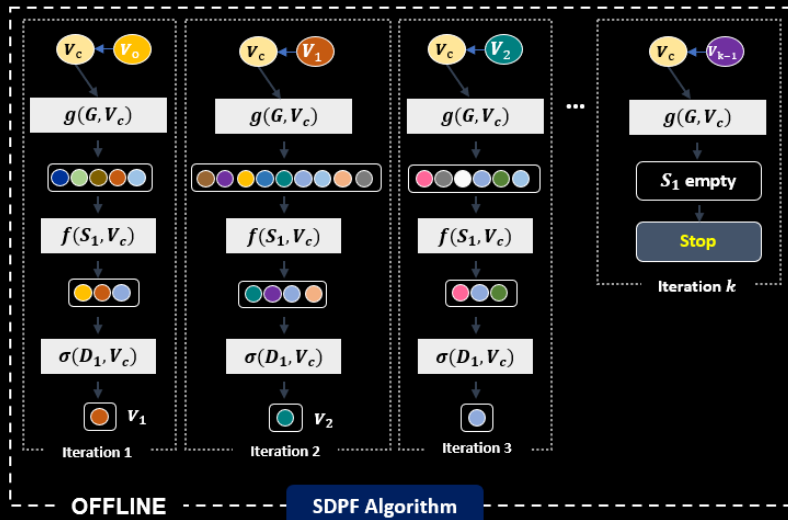 V_c V_o
g(G, V_c)
f(S_1, V_c)
σ(D_1, V_c)
V_1
Iteration 1
V_c V_1
g(G, V_c)
f(S_1, V_c)
σ(D_1, V_c)
V_2
Iteration 2
V_c V_2
g(G, V_c)
f(S_1, V_c)
σ(D_1, V_c)
Iteration 3
...
V_c V_{k-1}
g(G, V_c)
S_1 empty
Stop
Iteration k
OFFLINE
SDPF Algorithm